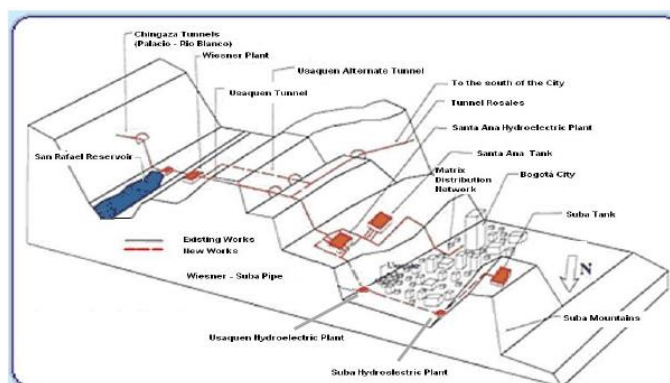 Chingaza Tunnels
(Palacio - Rio Blanco)
Wiesner Plant
Usaquen Alternate Tunnel
Usaquen Tunnel
To the south of the City
Tunnel Rosales
Santa Ana Hydroelectric Plant
San Rafael Reservoir
Santa Ana Tank
Matrix
Distribution
Network
Bogotá City
Suba Tank
Existing Works
New Works
Wiesner - Suba Pipe
N
Usaquen Hydroelectric Plant
Suba Mountains
Suba Hydroelectric Plant